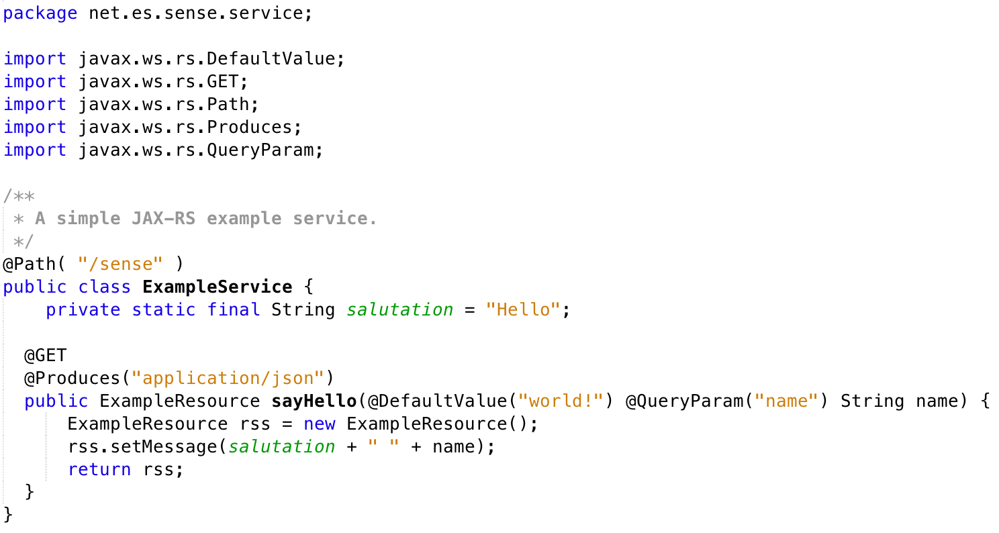 package net.es.sense.service;

import javax.ws.rs.DefaultValue;
import javax.ws.rs.GET;
import javax.ws.rs.Path;
import javax.ws.rs.Produces;
import javax.ws.rs.QueryParam;

/**
 * A simple JAX-RS example service.
 */
@Path( "/sense" )
public class ExampleService {
    private static final String salutation = "Hello";

  @GET
  @Produces("application/json")
  public ExampleResource sayHello(@DefaultValue("world!") @QueryParam("name") String name) {
      ExampleResource rss = new ExampleResource();
      rss.setMessage(salutation + " " + name);
      return rss;
  }
}